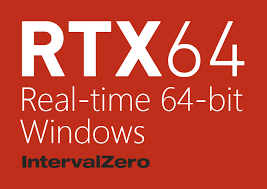 RTX64
Real-time 64-bit
Windows
IntervalZero